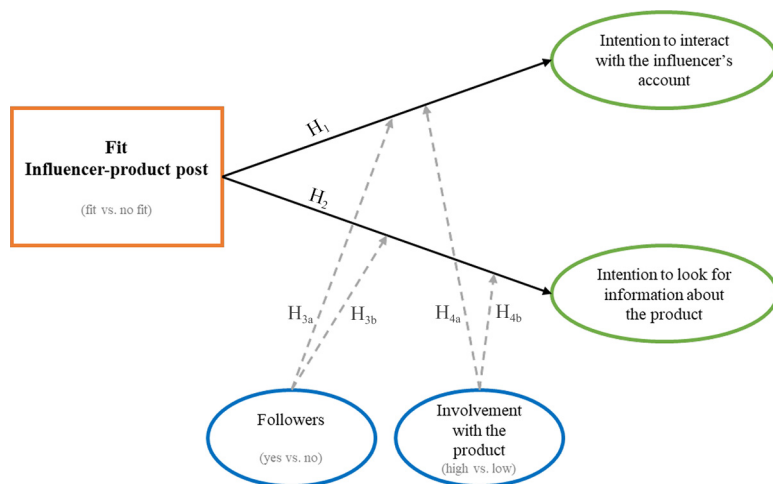 Intention to interact
with the influencer's
account
Fit
Influencer-product post
(fit vs. no fit)
H1
H2
Intention to look for
information about
the product
H3a
H3b
H4a
H4b
Followers
(yes vs. no)
Involvement
with the
product
(high vs. low)